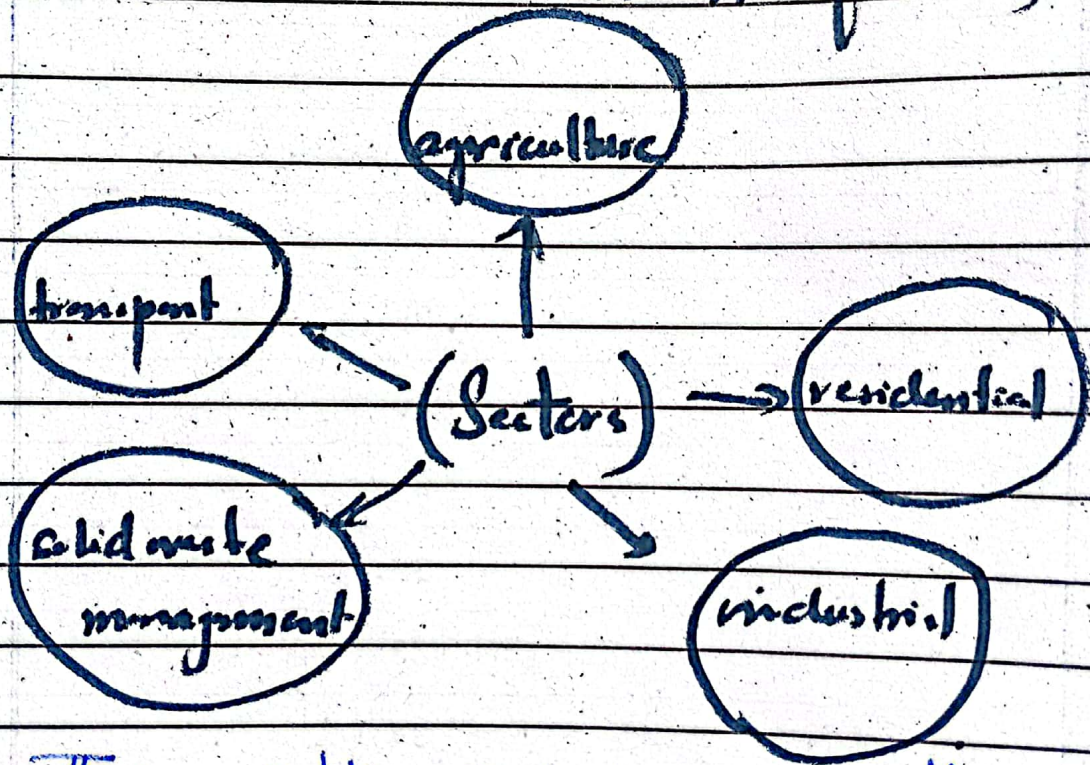 agriculture
transport
(Sectors)
residential
solid waste
management
industrial